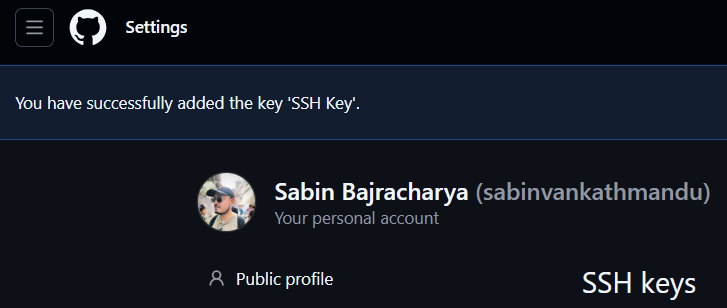 Settings
You have successfully added the key 'SSH Key'.
Sabin Bajracharya (sabinvankathmandu)
Your personal account
Public profile
SSH keys